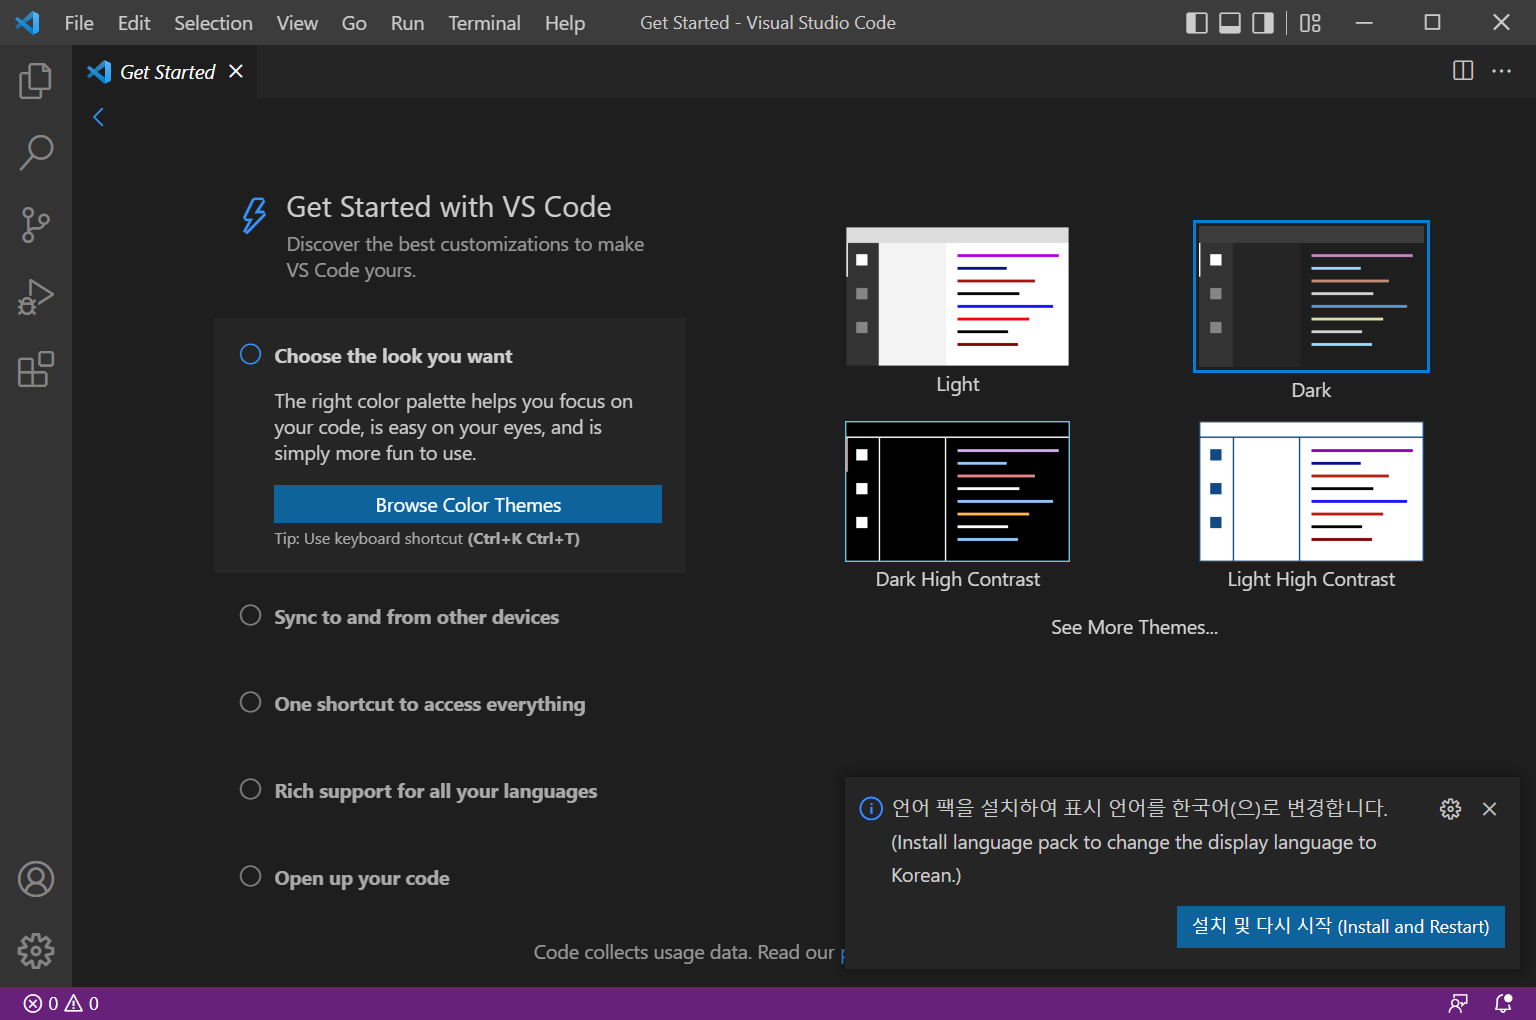 File Edit Selection View Go Run Terminal Help Get Started - Visual Studio Code
Get Started
Get Started with VS Code
Discover the best customizations to make
VS Code yours.
Choose the look you want
The right color palette helps you focus on
your code, is easy on your eyes, and is
simply more fun to use.
Browse Color Themes
Tip: Use keyboard shortcut (Ctrl+K Ctrl+T)
Sync to and from other devices
One shortcut to access everything
Rich support for all your languages
Open up your code
Light
Dark
Dark High Contrast
Light High Contrast
See More Themes...
Code collects usage data. Read our
언어 팩을 설치하여 표시 언어를 한국어(으)로 변경합니다.
(Install language pack to change the display language to
Korean.)
설치 및 다시 시작 (Install and Restart)
0 0